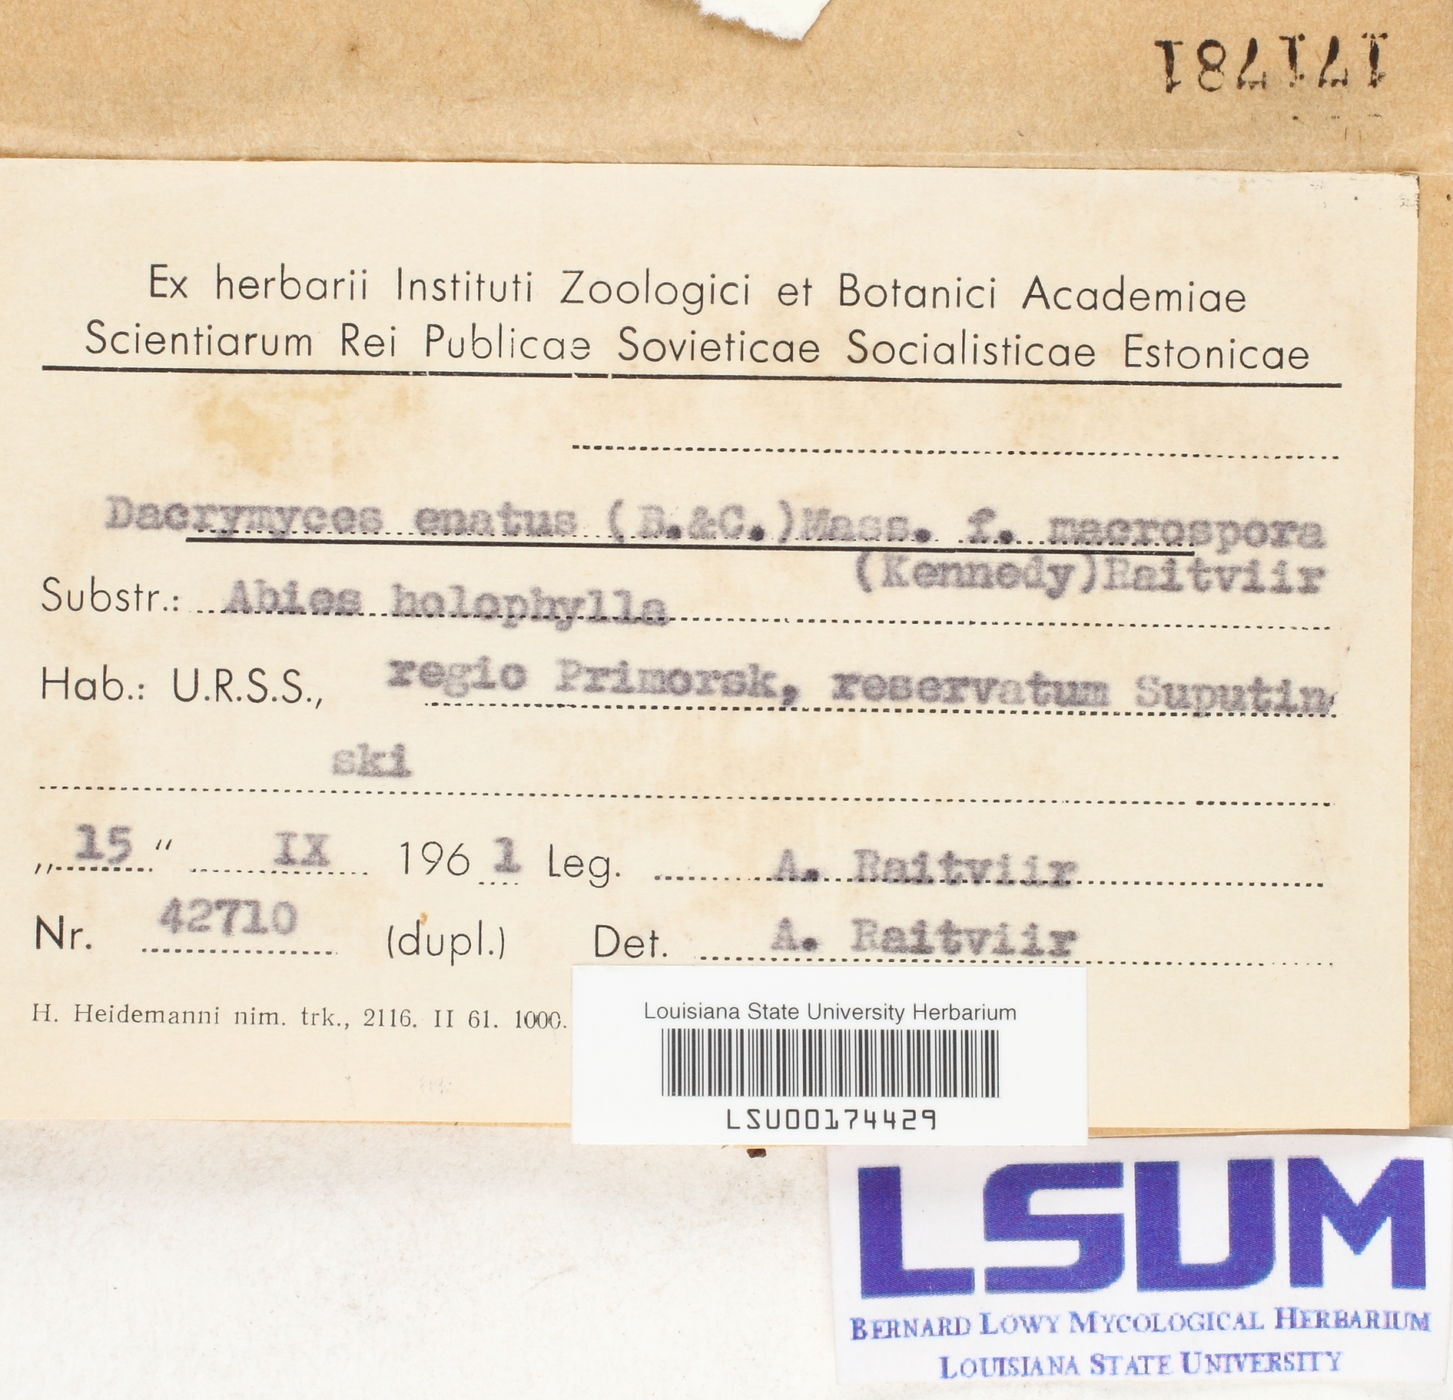 171781
Ex herbarii Instituti Zoologici et Botanici Academiae
Scientiarum Rei Publicae Sovieticae Socialisticae Estonicae
Dacrymyces enatus (B.&C.)Mass. f. macrospora
(Kennedy)Raitviir
Substr.: Abies holophylla
Hab.: U.R.S.S., regio Primorsk, reservatum Suputin
ski
„15“ IX 1961 Leg. A. Raitviir
Nr. 42710 (dupl.) Det. A. Raitviir
H. Heidemanni nim. trk., 2116. II 61. 1000.
Louisiana State University Herbarium
LSU00174429
LSUM
BERNARD LOWY MYCOLOGICAL HERBARIUM
LOUISIANA STATE UNIVERSITY